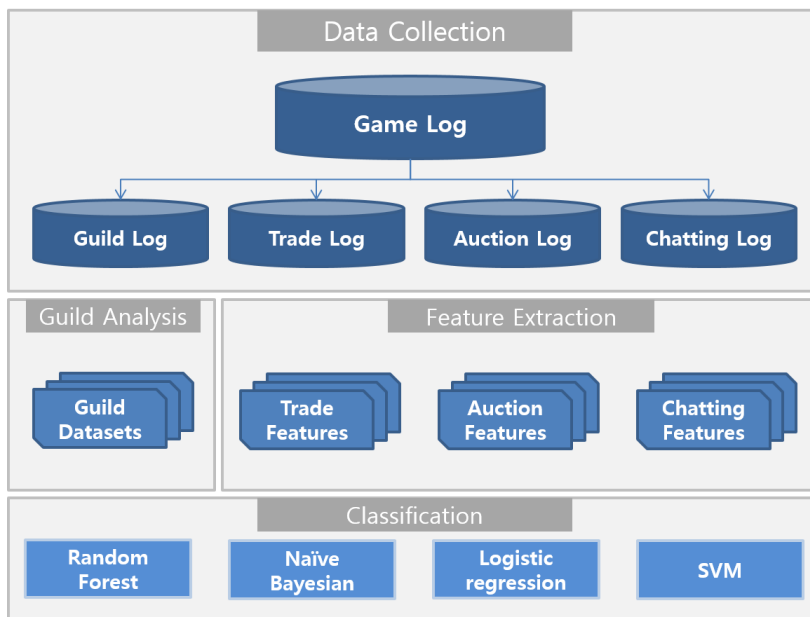 Data Collection
Game Log
Guild Log
Trade Log
Auction Log
Chatting Log
Guild Analysis
Feature Extraction
Guild
Datasets
Trade
Features
Auction
Features
Chatting
Features
Classification
Random
Forest
Naïve
Bayesian
Logistic
regression
SVM